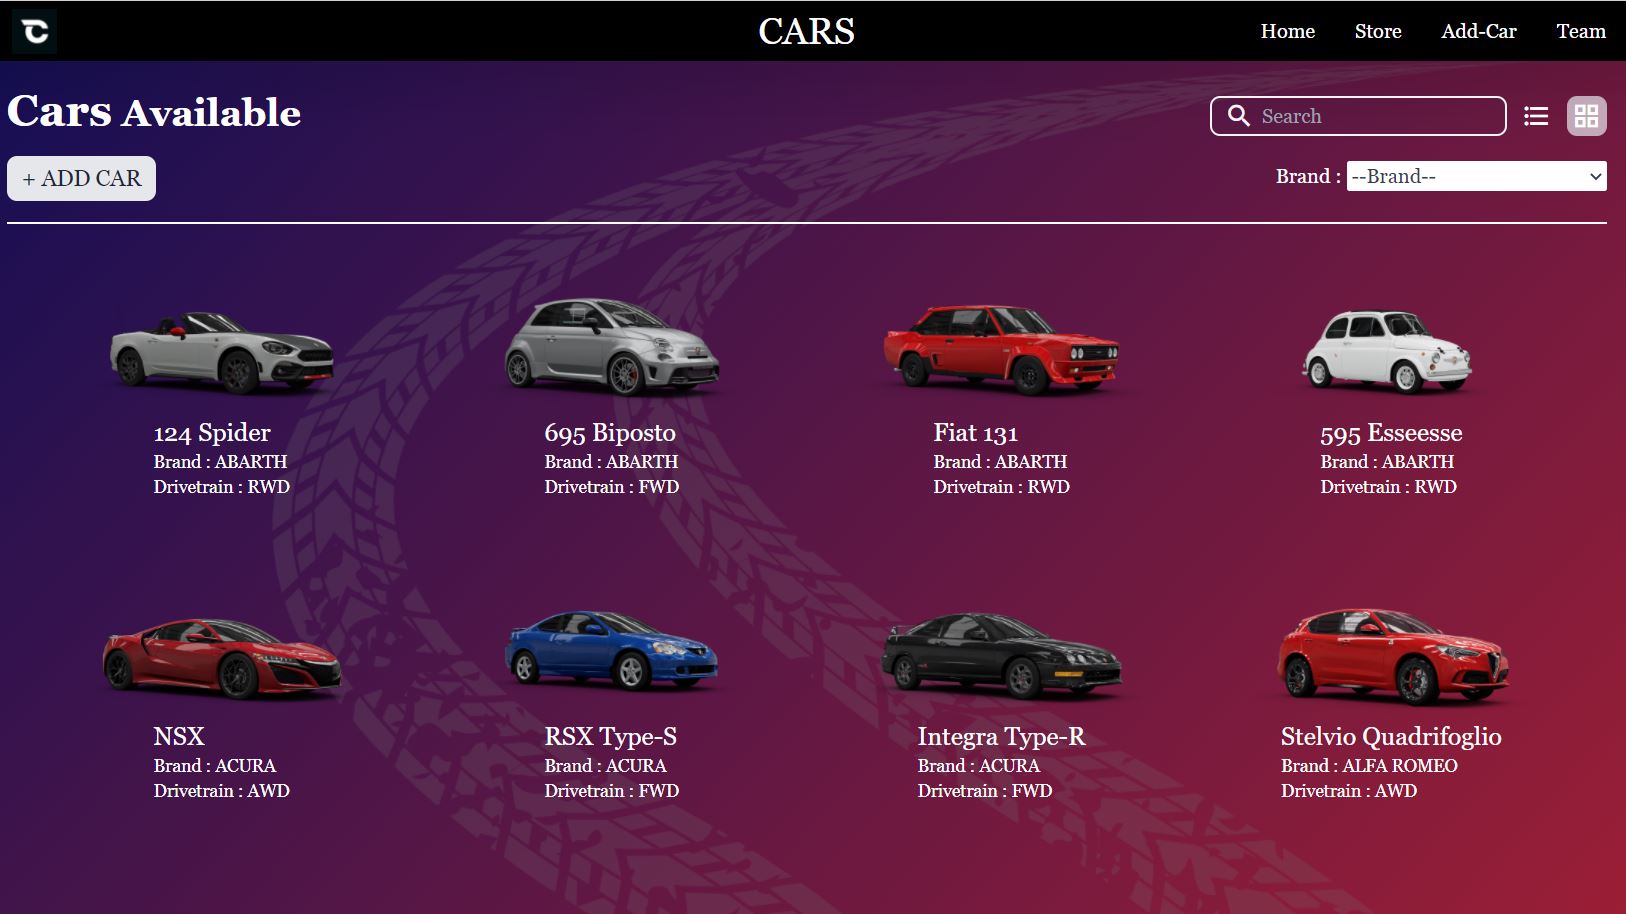 CARS
Home Store Add-Car Team
Cars Available
Search
+ ADD CAR
Brand : --Brand--
124 Spider
Brand : ABARTH
Drivetrain : RWD
695 Biposto
Brand : ABARTH
Drivetrain : FWD
Fiat 131
Brand : ABARTH
Drivetrain : RWD
595 Esseesse
Brand : ABARTH
Drivetrain : RWD
NSX
Brand : ACURA
Drivetrain : AWD
RSX Type-S
Brand : ACURA
Drivetrain : FWD
Integra Type-R
Brand : ACURA
Drivetrain : FWD
Stelvio Quadrifoglio
Brand : ALFA ROMEO
Drivetrain : AWD